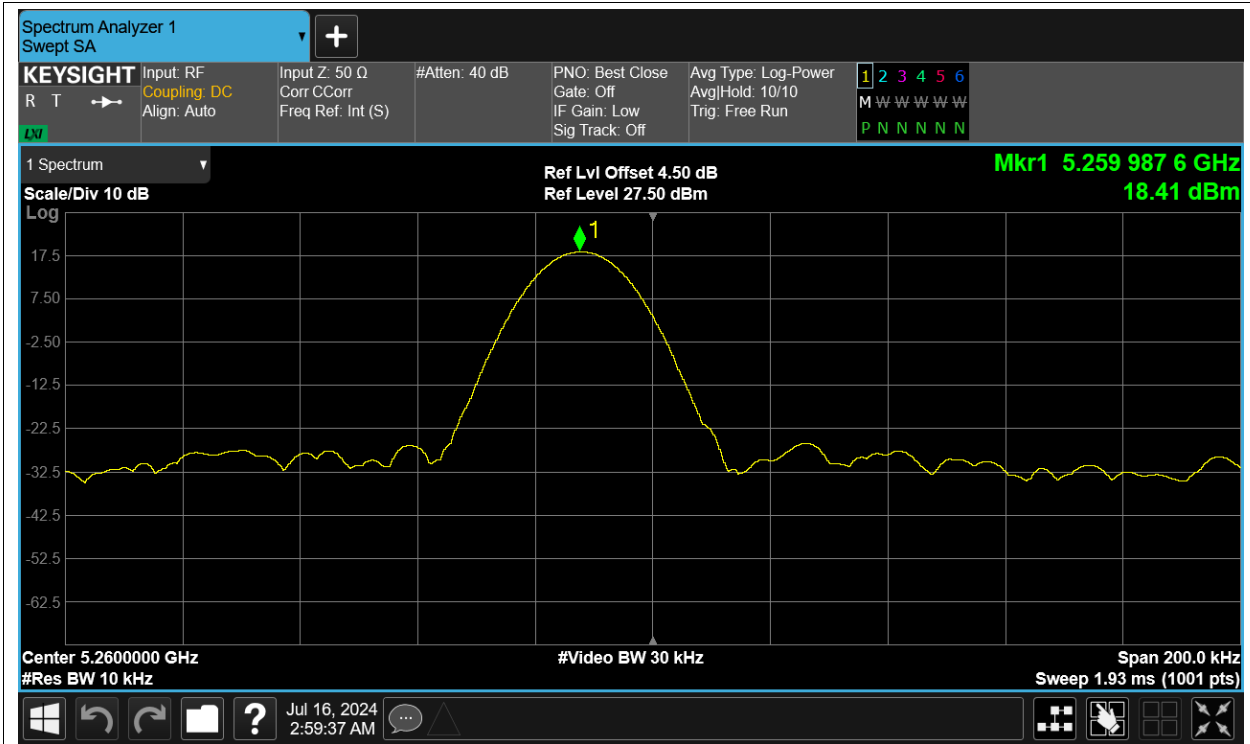 Spectrum Analyzer 1
Swept SA
KEYSIGHT
R T
LXI
Input: RF
Coupling: DC
Align: Auto
Input Z: 50 Ω
Corr CCorr
Freq Ref: Int (S)
#Atten: 40 dB
PNO: Best Close
Gate: Off
IF Gain: Low
Sig Track: Off
Avg Type: Log-Power
Avg|Hold: 10/10
Trig: Free Run
1 2 3 4 5 6
M W W W W W
P N N N N N
1 Spectrum
Scale/Div 10 dB
Log
Ref Lvl Offset 4.50 dB
Ref Level 27.50 dBm
Mkr1 5.259 987 6 GHz
18.41 dBm
1
17.5
7.50
-2.50
-12.5
-22.5
-32.5
-42.5
-52.5
-62.5
Center 5.2600000 GHz
#Video BW 30 kHz
Span 200.0 kHz
#Res BW 10 kHz
Sweep 1.93 ms (1001 pts)
?
Jul 16, 2024
2:59:37 AM